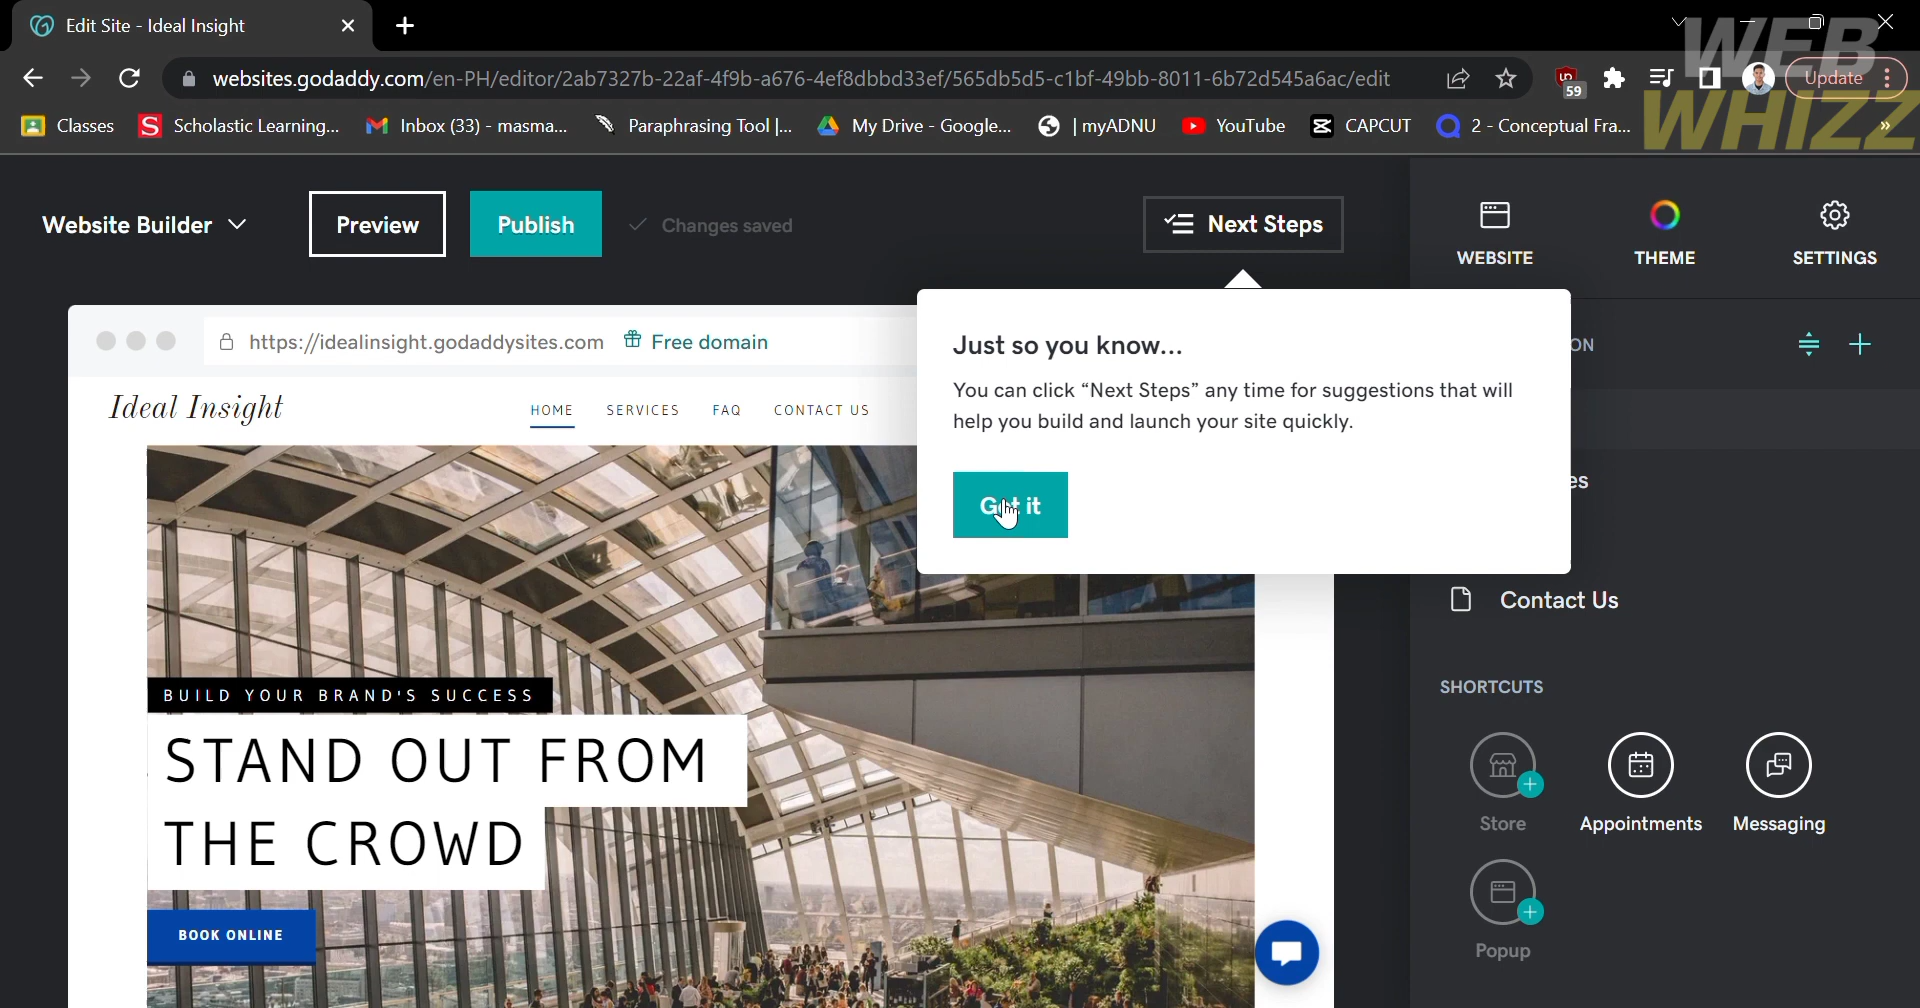 Edit Site - Ideal Insight
WEB
WHIZZ
websites.godaddy.com/en-PH/editor/2ab7327b-22af-4f9b-a676-4ef8dbbd33ef/565db5d5-c1bf-49bb-8011-6b72d545a6ac/edit
59
Update
Classes
S
Scholastic Learning...
Inbox (33) - masma...
Paraphrasing Tool |...
My Drive - Google...
| myADNU
YouTube
CAPCUT
2 - Conceptual Fra...
»
Website Builder
Preview
Publish
Changes saved
Next Steps
WEBSITE
THEME
SETTINGS
https://idealinsight.godaddysites.com
Free domain
Just so you know...
You can click “Next Steps” any time for suggestions that will
help you build and launch your site quickly.
Got it
ON
es
Ideal Insight
HOME
SERVICES
FAQ
CONTACT US
Contact Us
SHORTCUTS
Store
Appointments
Messaging
Popup
BUILD YOUR BRAND'S SUCCESS
STAND OUT FROM
THE CROWD
BOOK ONLINE